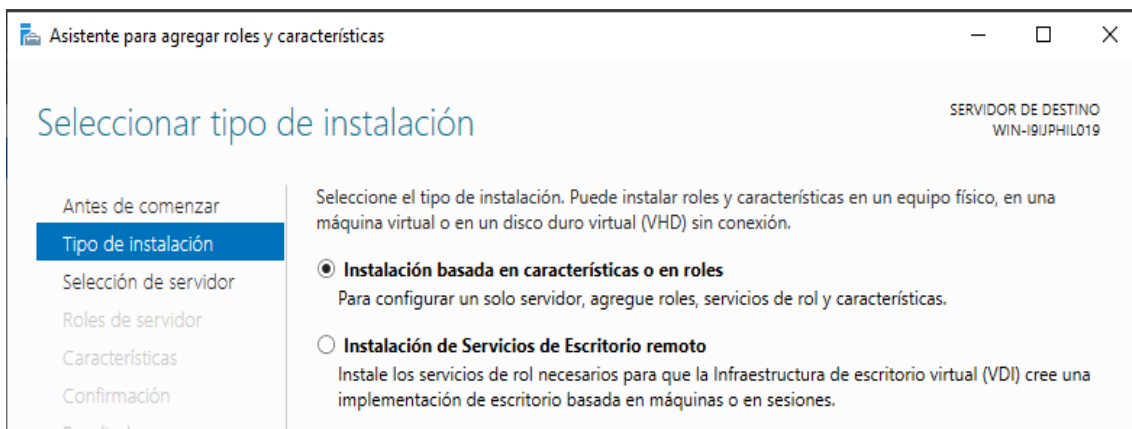 Asistente para agregar roles y características
Seleccionar tipo de instalación
SERVIDOR DE DESTINO
WIN-I9IJPHIL019
Antes de comenzar
Tipo de instalación
Selección de servidor
Roles de servidor
Características
Confirmación
Seleccione el tipo de instalación. Puede instalar roles y características en un equipo físico, en una
máquina virtual o en un disco duro virtual (VHD) sin conexión.
Instalación basada en características o en roles
Para configurar un solo servidor, agregue roles, servicios de rol y características.
Instalación de Servicios de Escritorio remoto
Instale los servicios de rol necesarios para que la Infraestructura de escritorio virtual (VDI) cree una
implementación de escritorio basada en máquinas o en sesiones.